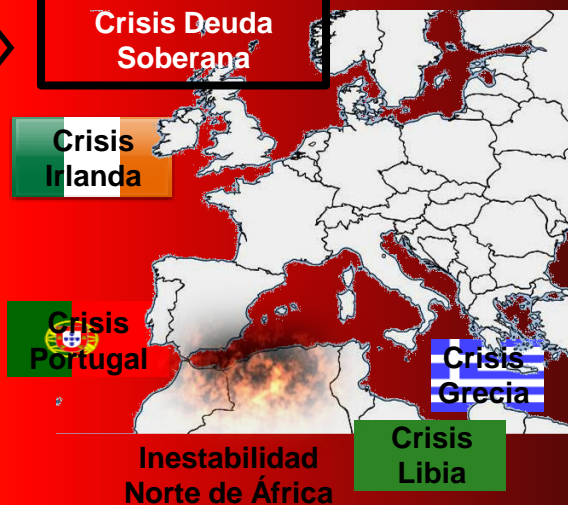 Crisis Deuda
Soberana
Crisis
Irlanda
Crisis
Portugal
Crisis
Grecia
Crisis
Libia
Inestabilidad
Norte de África